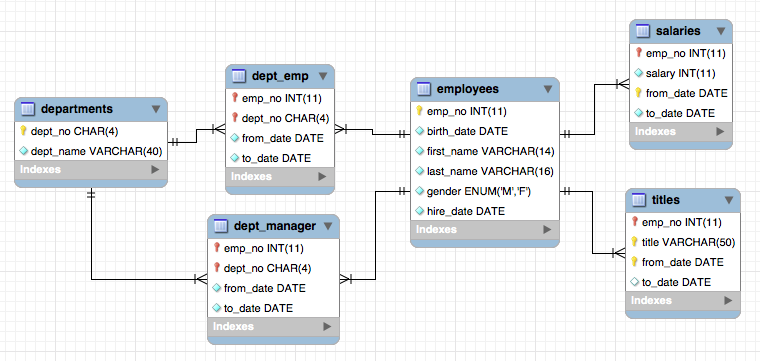 departments
dept_no CHAR(4)
dept_name VARCHAR(40)
Indexes
dept_emp
emp_no INT(11)
dept_no CHAR(4)
from_date DATE
to_date DATE
Indexes
dept_manager
emp_no INT(11)
dept_no CHAR(4)
from_date DATE
to_date DATE
Indexes
employees
emp_no INT(11)
birth_date DATE
first_name VARCHAR(14)
last_name VARCHAR(16)
gender ENUM('M','F')
hire_date DATE
Indexes
salaries
emp_no INT(11)
salary INT(11)
from_date DATE
to_date DATE
Indexes
titles
emp_no INT(11)
title VARCHAR(50)
from_date DATE
to_date DATE
Indexes